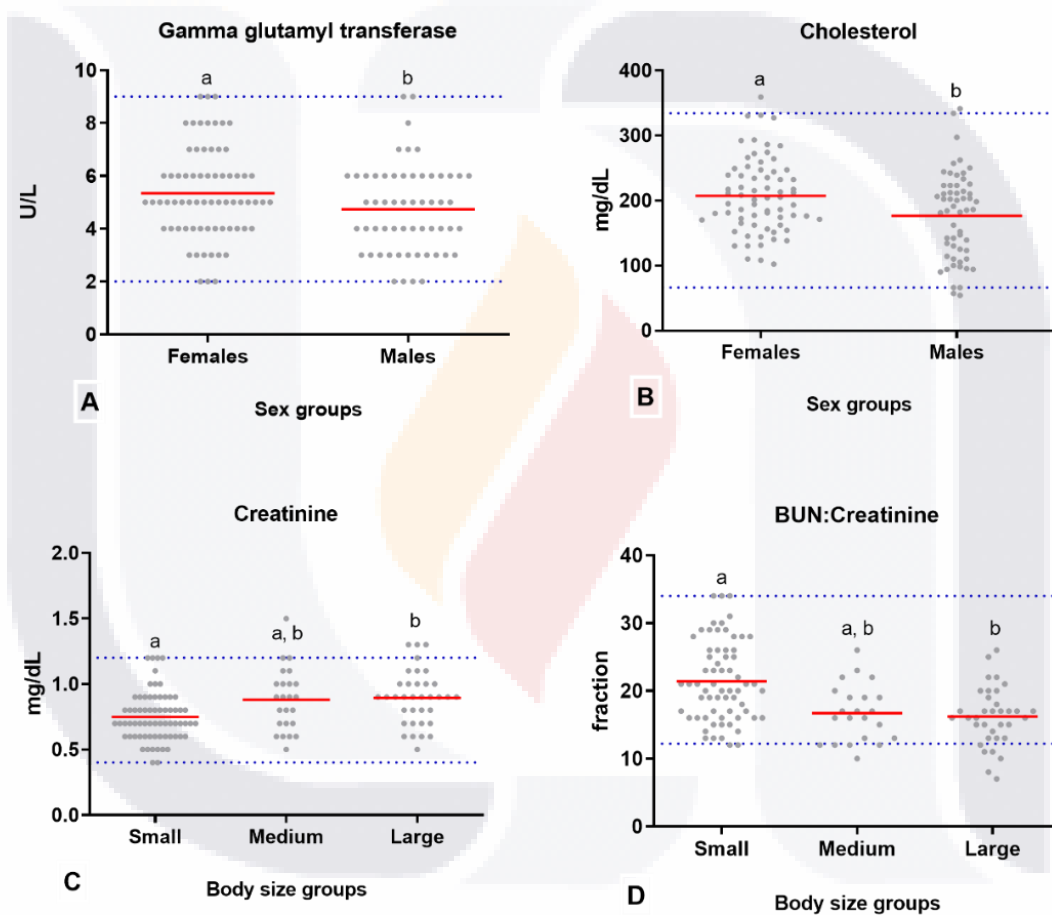 Gamma glutamyl transferase
U/L
10
8
6
4
2
0
a
b
Females
Males
A
Sex groups
Cholesterol
mg/dL
400
300
200
100
0
a
b
Females
Males
B
Sex groups
Creatinine
mg/dL
2.0
1.5
1.0
0.5
0.0
a
a, b
b
Small
Medium
Large
C
Body size groups
BUN:Creatinine
fraction
40
30
20
10
0
a
a, b
b
Small
Medium
Large
D
Body size groups